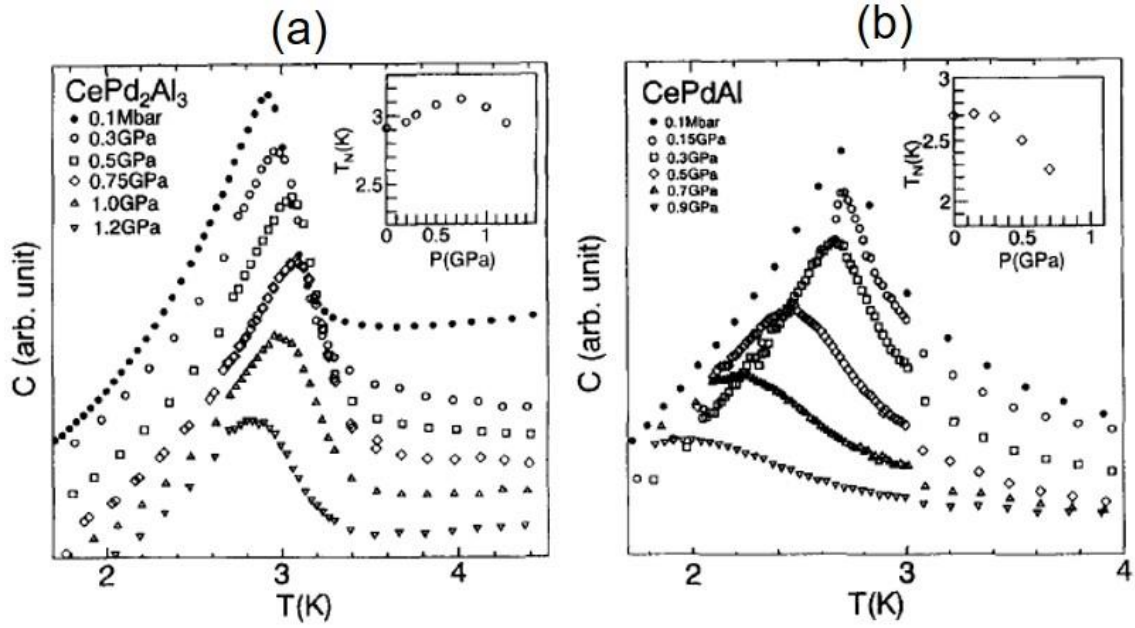 (a)
CePd2Al3
0.1Mbar
0.3GPa
0.5GPa
0.75GPa
1.0GPa
1.2GPa
C (arb. unit)
T(K)
2
3
4
TN(K)
3
2.5
0
0.5
1
P(GPa)
(b)
CePdAl
0.1Mbar
0.15GPa
0.3GPa
0.5GPa
0.7GPa
0.9GPa
C (arb. unit)
T(K)
2
3
4
TN(K)
3
2.5
2
0
0.5
1
P(GPa)